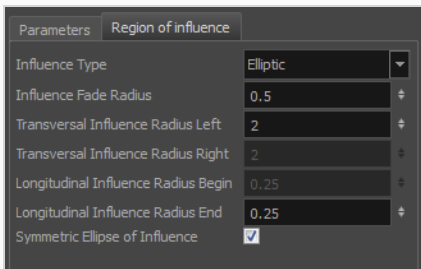 Parameters Region of influence
Influence Type Elliptic
Influence Fade Radius 0.5
Transversal Influence Radius Left 2
Transversal Influence Radius Right 2
Longitudinal Influence Radius Begin 0.25
Longitudinal Influence Radius End 0.25
Symmetric Ellipse of Influence